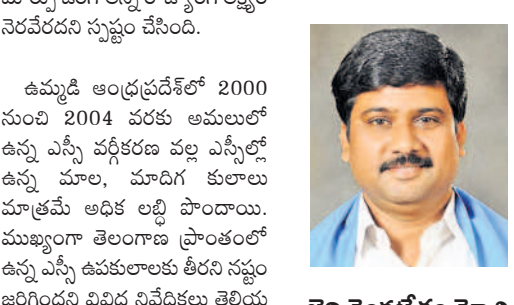 నెరవేరదని స్పష్టం చేసింది.
ఉమ్మడి ఆంధ్రప్రదేశ్‌లో 2000
నుంచి 2004 వరకు అమలులో
ఉన్న ఎస్సీ వర్గీకరణ వల్ల ఎస్సీల్లో
ఉన్న మాల, మాదిగ కులాలు
మాత్రమే అధిక లబ్ధి పొందాయి.
ముఖ్యంగా తెలంగాణ ప్రాంతంలో
ఉన్న ఎస్సీ ఉపకులాలకు తీరని నష్టం
జరిగిందని వివిధ నివేదికలు తెలియ